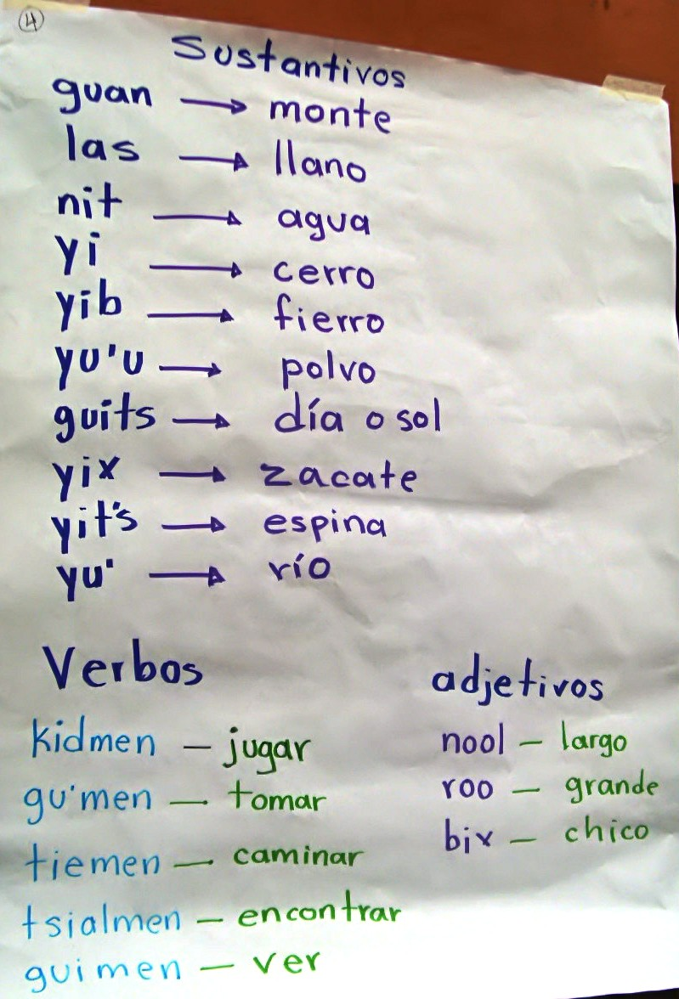 4
Sustantivos
guan → monte
las → llano
nit → agua
yi → cerro
yib → fierro
yu'u → polvo
guits → día o sol
yix → zacate
yit's → espina
yu' → río
Verbos
kidmen - jugar
gu'men - tomar
tiemen - caminar
tsialmen - encontrar
guimen - ver
adjetivos
nool - largo
roo - grande
bix - chico